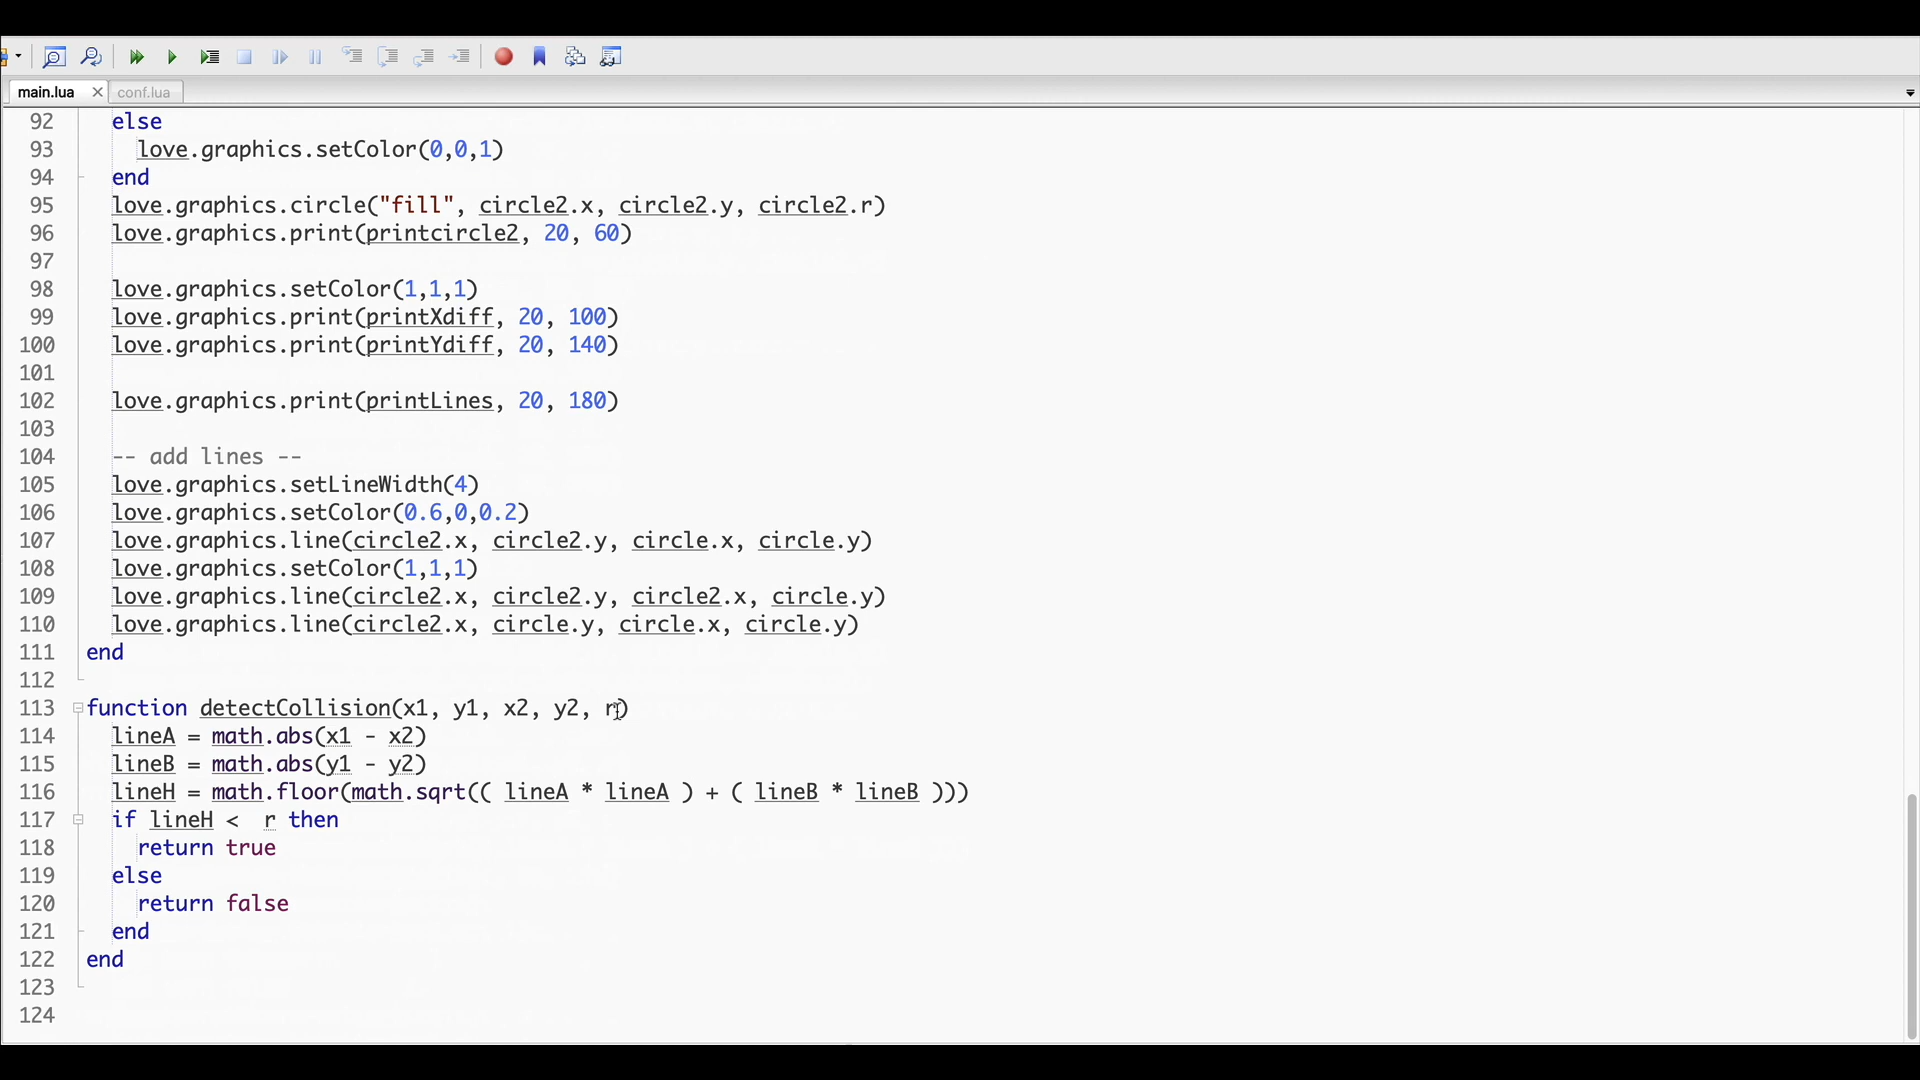 main.lua conf.lua
92 else
93 love.graphics.setColor(0,0,1)
94 end
95 love.graphics.circle("fill", circle2.x, circle2.y, circle2.r)
96 love.graphics.print(printcircle2, 20, 60)
97
98 love.graphics.setColor(1,1,1)
99 love.graphics.print(printXdiff, 20, 100)
100 love.graphics.print(printYdiff, 20, 140)
101
102 love.graphics.print(printLines, 20, 180)
103
104 -- add lines --
105 love.graphics.setLineWidth(4)
106 love.graphics.setColor(0.6,0,0.2)
107 love.graphics.line(circle2.x, circle2.y, circle.x, circle.y)
108 love.graphics.setColor(1,1,1)
109 love.graphics.line(circle2.x, circle2.y, circle2.x, circle.y)
110 love.graphics.line(circle2.x, circle.y, circle.x, circle.y)
111 end
112
113 function detectCollision(x1, y1, x2, y2, r)
114 lineA = math.abs(x1 - x2)
115 lineB = math.abs(y1 - y2)
116 lineH = math.floor(math.sqrt(( lineA * lineA ) + ( lineB * lineB )))
117 if lineH <  r then
118 return true
119 else
120 return false
121 end
122 end
123
124